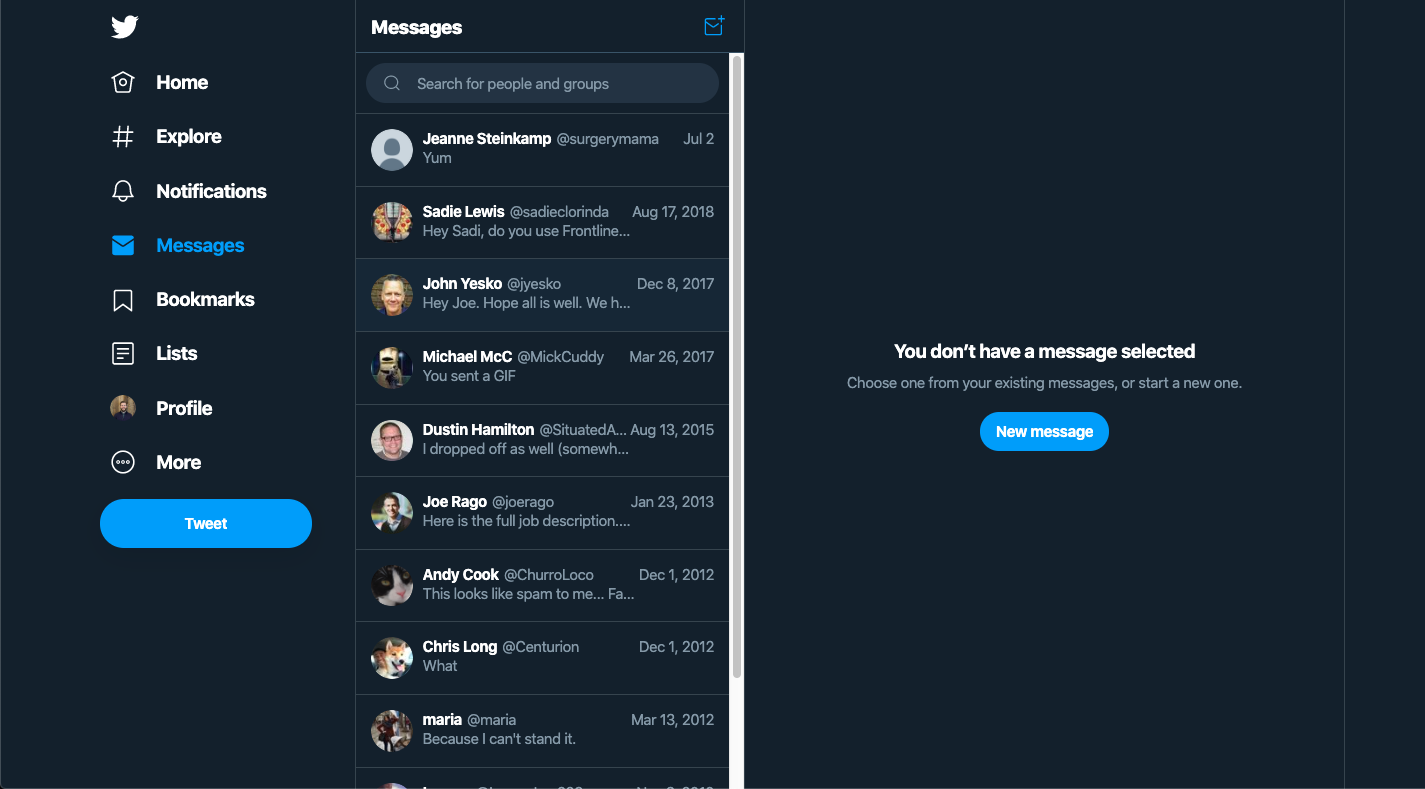 Home
Explore
Notifications
Messages
Bookmarks
Lists
Profile
More
Tweet
Messages
Search for people and groups
Jeanne Steinkamp @surgerymama Jul 2
Yum
Sadie Lewis @sadieclorinda Aug 17, 2018
Hey Sadi, do you use Frontline...
John Yesko @jyesko Dec 8, 2017
Hey Joe. Hope all is well. We h...
Michael McC @MickCuddy Mar 26, 2017
You sent a GIF
Dustin Hamilton @SituatedA... Aug 13, 2015
I dropped off as well (somewh...
Joe Rago @joerago Jan 23, 2013
Here is the full job description....
Andy Cook @ChurroLoco Dec 1, 2012
This looks like spam to me... Fa...
Chris Long @Centurion Dec 1, 2012
What
maria @maria Mar 13, 2012
Because I can't stand it.
You don’t have a message selected
Choose one from your existing messages, or start a new one.
New message